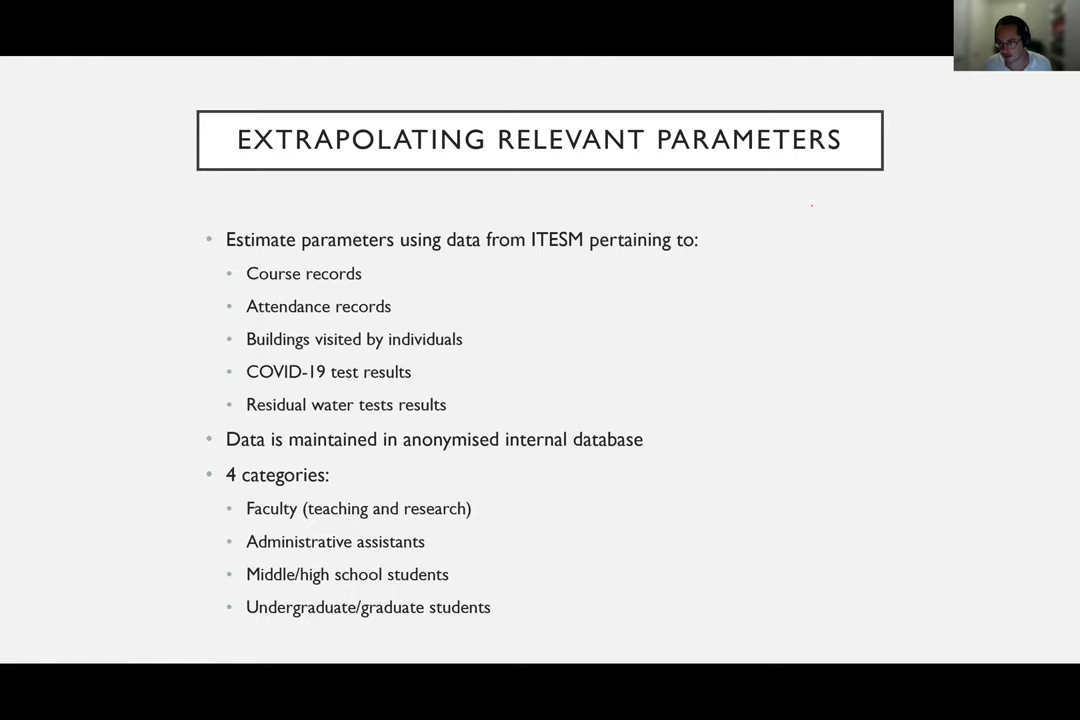 EXTRAPOLATING RELEVANT PARAMETERS
• Estimate parameters using data from ITESM pertaining to:
• Course records
• Attendance records
• Buildings visited by individuals
• COVID-19 test results
• Residual water tests results
• Data is maintained in anonymised internal database
• 4 categories:
• Faculty (teaching and research)
• Administrative assistants
• Middle/high school students
• Undergraduate/graduate students